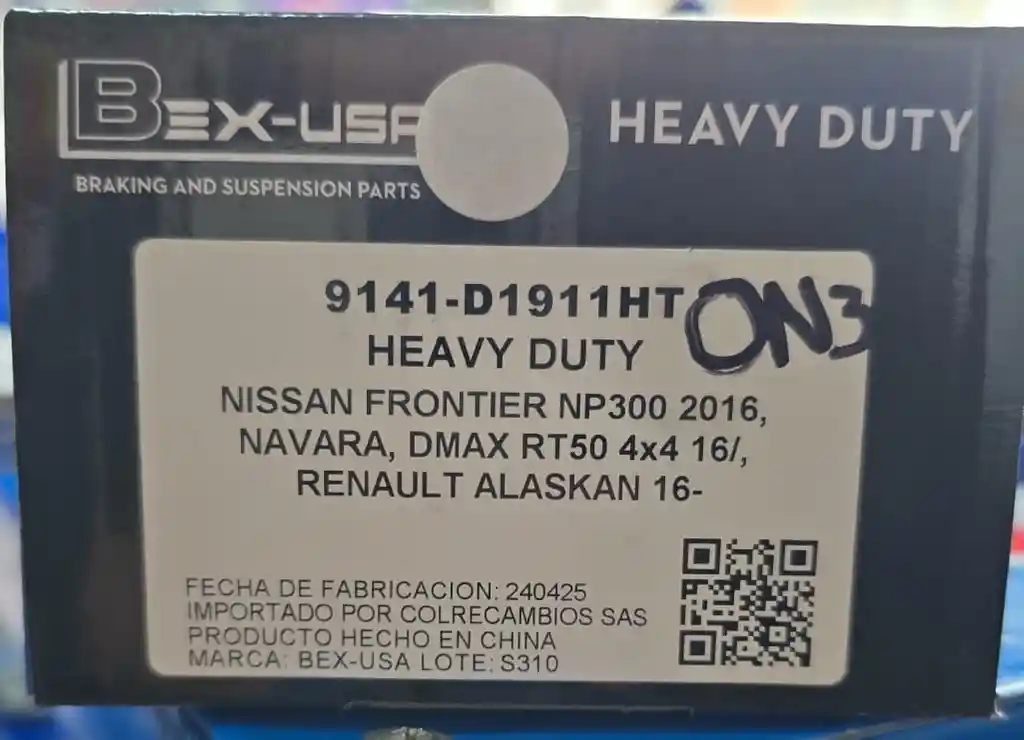 BEX-USA
HEAVY DUTY
BRAKING AND SUSPENSION PARTS
9141-D1911HT
ON3
HEAVY DUTY
NISSAN FRONTIER NP300 2016,
NAVARA, DMAX RT50 4x4 16/,
RENAULT ALASKAN 16-
FECHA DE FABRICACION: 240425
IMPORTADO POR COLRECAMBIOS SAS
PRODUCTO HECHO EN CHINA
MARCA: BEX-USA LOTE: S310